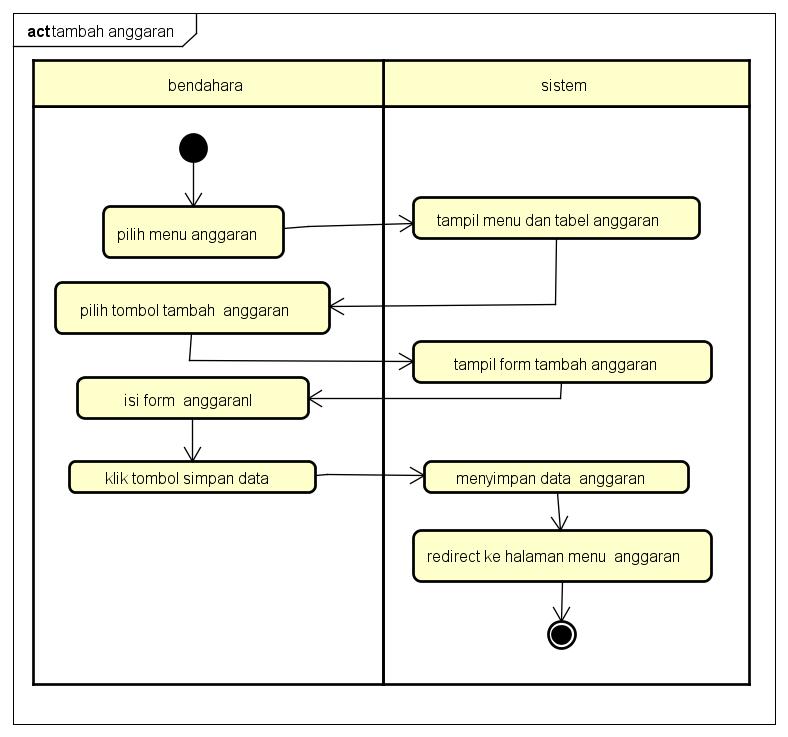 act tambah anggaran
bendahara
sistem
pilih menu anggaran
tampil menu dan tabel anggaran
pilih tombol tambah anggaran
tampil form tambah anggaran
isi form anggaranl
klik tombol simpan data
menyimpan data anggaran
redirect ke halaman menu anggaran